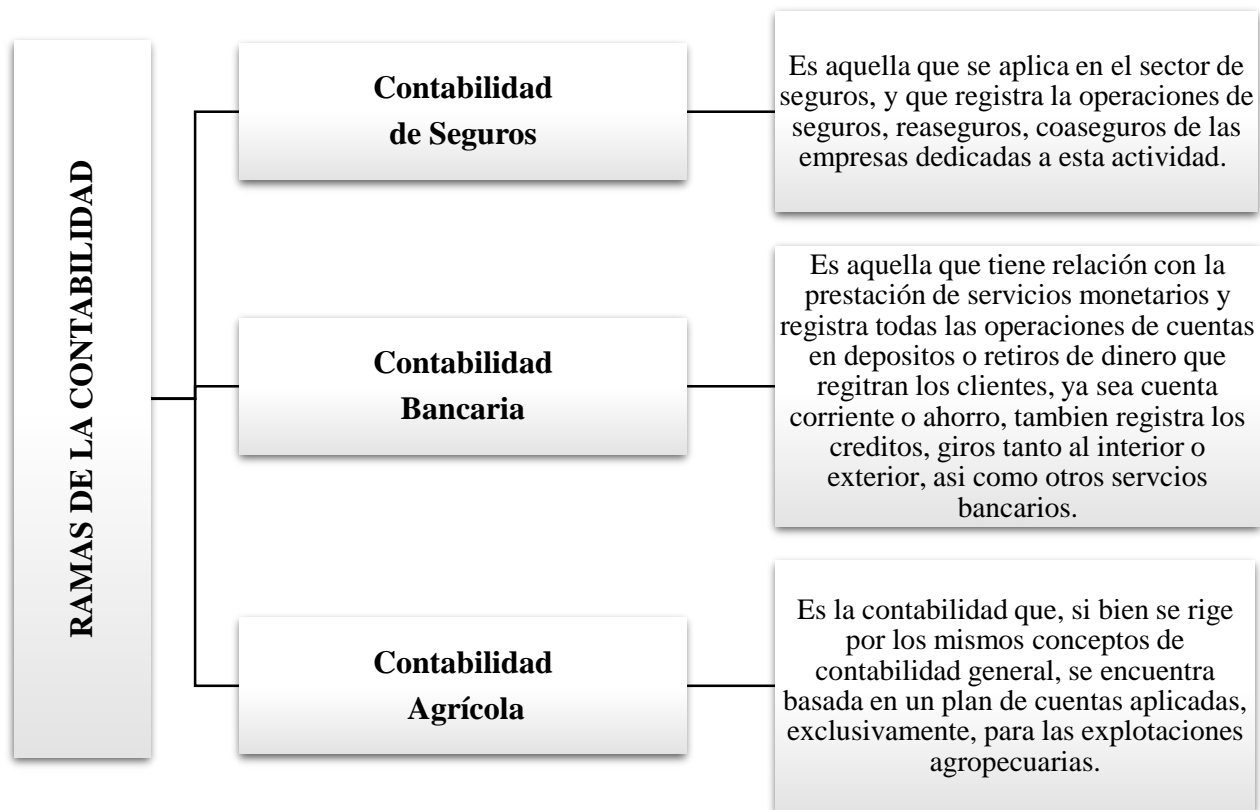 RAMAS DE LA CONTABILIDAD
Contabilidad
de Seguros
Es aquella que se aplica en el sector de
seguros, y que registra la operaciones de
seguros, reaseguros, coaseguros de las
empresas dedicadas a esta actividad.
Contabilidad
Bancaria
Es aquella que tiene relación con la
prestación de servicios monetarios y
registra todas las operaciones de cuentas
en depositos o retiros de dinero que
regitran los clientes, ya sea cuenta
corriente o ahorro, tambien registra los
creditos, giros tanto al interior o
exterior, asi como otros servcios
bancarios.
Contabilidad
Agrícola
Es la contabilidad que, si bien se rige
por los mismos conceptos de
contabilidad general, se encuentra
basada en un plan de cuentas aplicadas,
exclusivamente, para las explotaciones
agropecuarias.